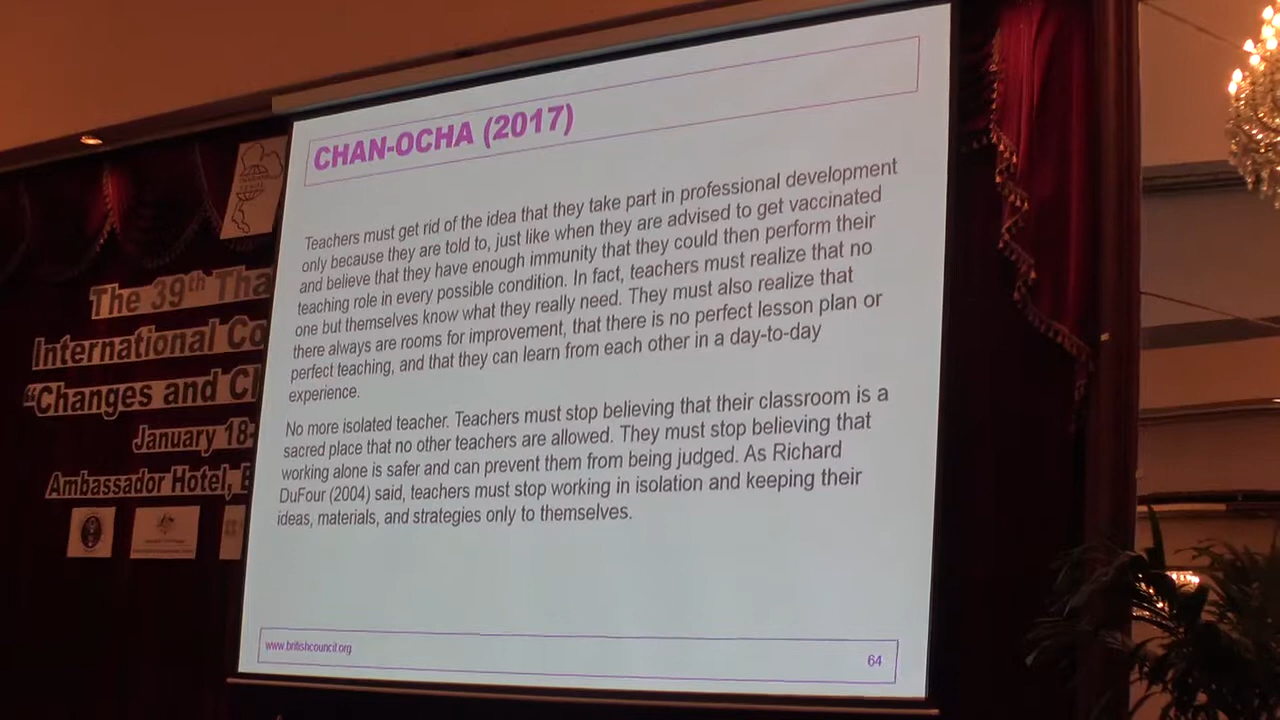 CHAN-OCHA (2017)
Teachers must get rid of the idea that they take part in professional development
only because they are told to, just like when they are advised to get vaccinated
and believe that they have enough immunity that they could then perform their
teaching role in every possible condition. In fact, teachers must realize that no
one but themselves know what they really need. They must also realize that
there always are rooms for improvement, that there is no perfect lesson plan or
perfect teaching, and that they can learn from each other in a day-to-day
experience.
No more isolated teacher. Teachers must stop believing that their classroom is a
sacred place that no other teachers are allowed. They must stop believing that
working alone is safer and can prevent them from being judged. As Richard
DuFour (2004) said, teachers must stop working in isolation and keeping their
ideas, materials, and strategies only to themselves.
www.britishcouncil.org
64
The 39th Tha
International Co
"Changes and Cl
January 18-
Ambassador Hotel,